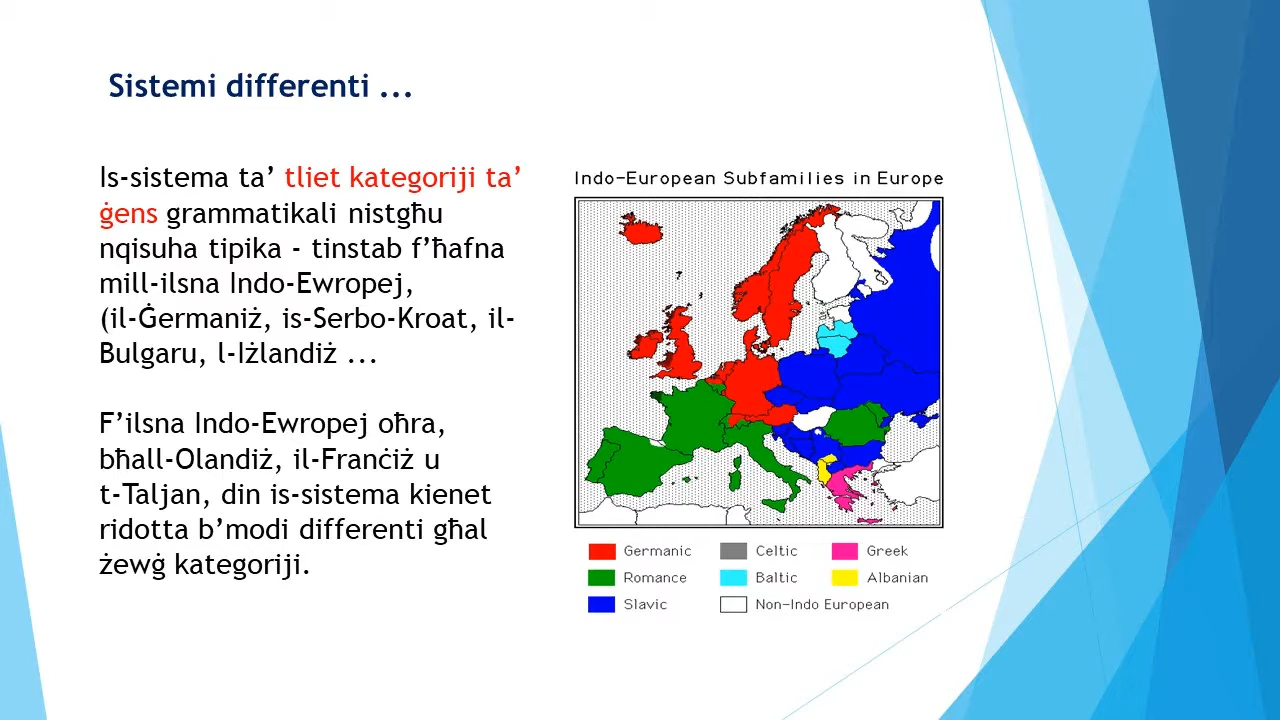 Sistemi differenti ...
Is-sistema ta’ tliet kategoriji ta’
ġens grammatikali nistgħu
nqisuha tipika - tinstab f’ħafna
mill-ilsna Indo-Ewropej,
(il-Ġermaniż, is-Serbo-Kroat, il-
Bulgaru, l-Iżlandiż ...
F’ilsna Indo-Ewropej oħra,
bħall-Olandiż, il-Franċiż u
t-Taljan, din is-sistema kienet
ridotta b’modi differenti għal
żewġ kategoriji.
Indo-European Subfamilies in Europe
Germanic
Celtic
Greek
Romance
Baltic
Albanian
Slavic
Non-Indo European